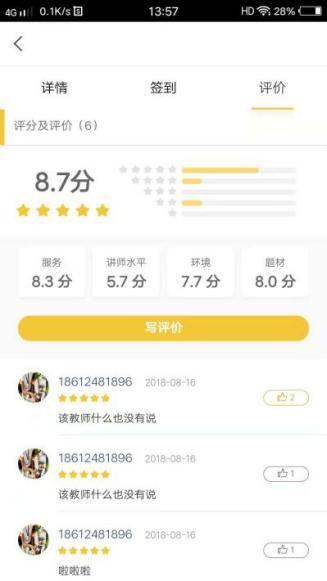 4G 0.1K/s 13:57 HD 28%
详情 签到 评价
评分及评价（6）
8.7分
服务 讲师水平 环境 题材
8.3 分 5.7 分 7.7 分 8.0 分
写评价
18612481896 2018-08-16
2
该教师什么也没有说
18612481896 2018-08-16
1
该教师什么也没有说
18612481896 2018-08-16
1
啦啦啦